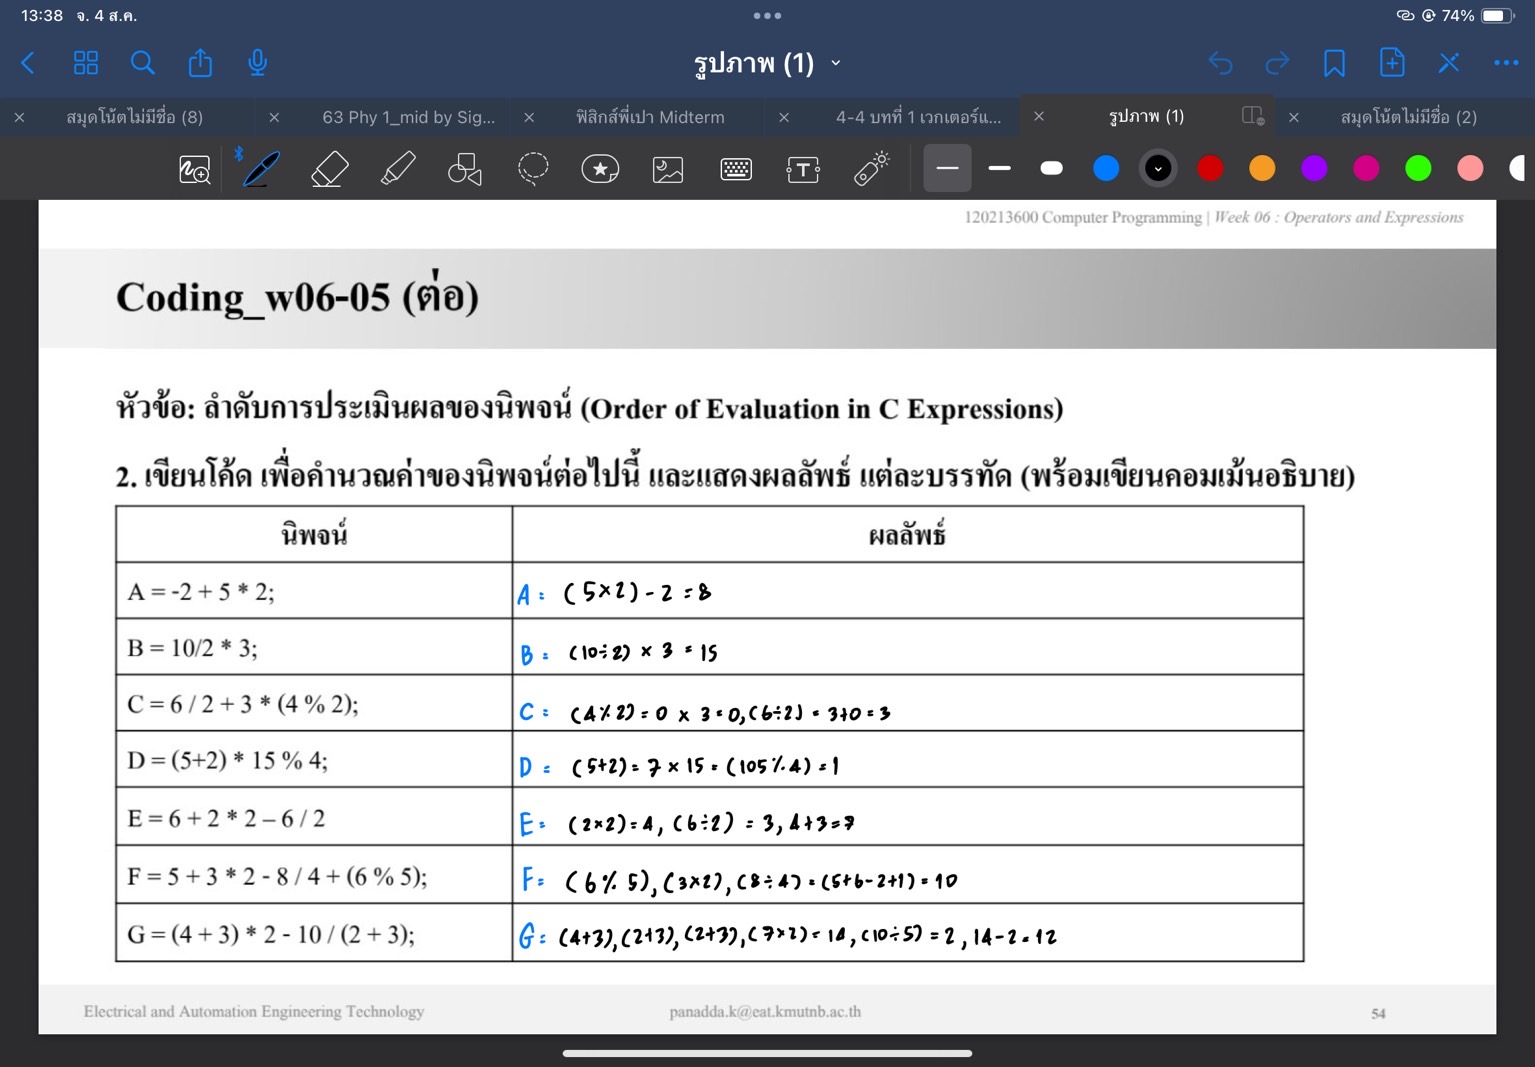 13:38 จ. 4 ส.ค.
74%
รูปภาพ (1)
สมุดโน้ตไม่มีชื่อ (8)
63 Phy 1_mid by Sig...
ฟิสิกส์พี่เปา Midterm
4-4 บทที่ 1 เวกเตอร์แ...
รูปภาพ (1)
สมุดโน้ตไม่มีชื่อ (2)
120213600 Computer Programming | Week 06 : Operators and Expressions
Coding_w06-05 (ต่อ)
หัวข้อ: ลำดับการประเมินผลของนิพจน์ (Order of Evaluation in C Expressions)
2. เขียนโค้ด เพื่อคำนวณค่าของนิพจน์ต่อไปนี้ และแสดงผลลัพธ์ แต่ละบรรทัด (พร้อมเขียนคอมเม้นอธิบาย)
นิพจน์ ผลลัพธ์
A = -2 + 5 * 2; A = (5×2) - 2 = 8
B = 10/2 * 3; B = (10÷2) × 3 = 15
C = 6 / 2 + 3 * (4 % 2); C = (4%2) = 0 × 3 = 0, (6÷2) = 3+0 = 3
D = (5+2) * 15 % 4; D = (5+2) = 7 × 15 = (105%4) = 1
E = 6 + 2 * 2 – 6 / 2 E = (2×2) = 4, (6÷2) = 3, 4+3=7
F = 5 + 3 * 2 - 8 / 4 + (6 % 5); F = (6%5), (3×2), (8÷4) = (5+6-2+1) = 10
G = (4 + 3) * 2 - 10 / (2 + 3); G = (4+3), (2+3), (2+3), (7×2) = 14, (10÷5) = 2, 14-2=12
Electrical and Automation Engineering Technology
panadda.k@eat.kmutnb.ac.th
54